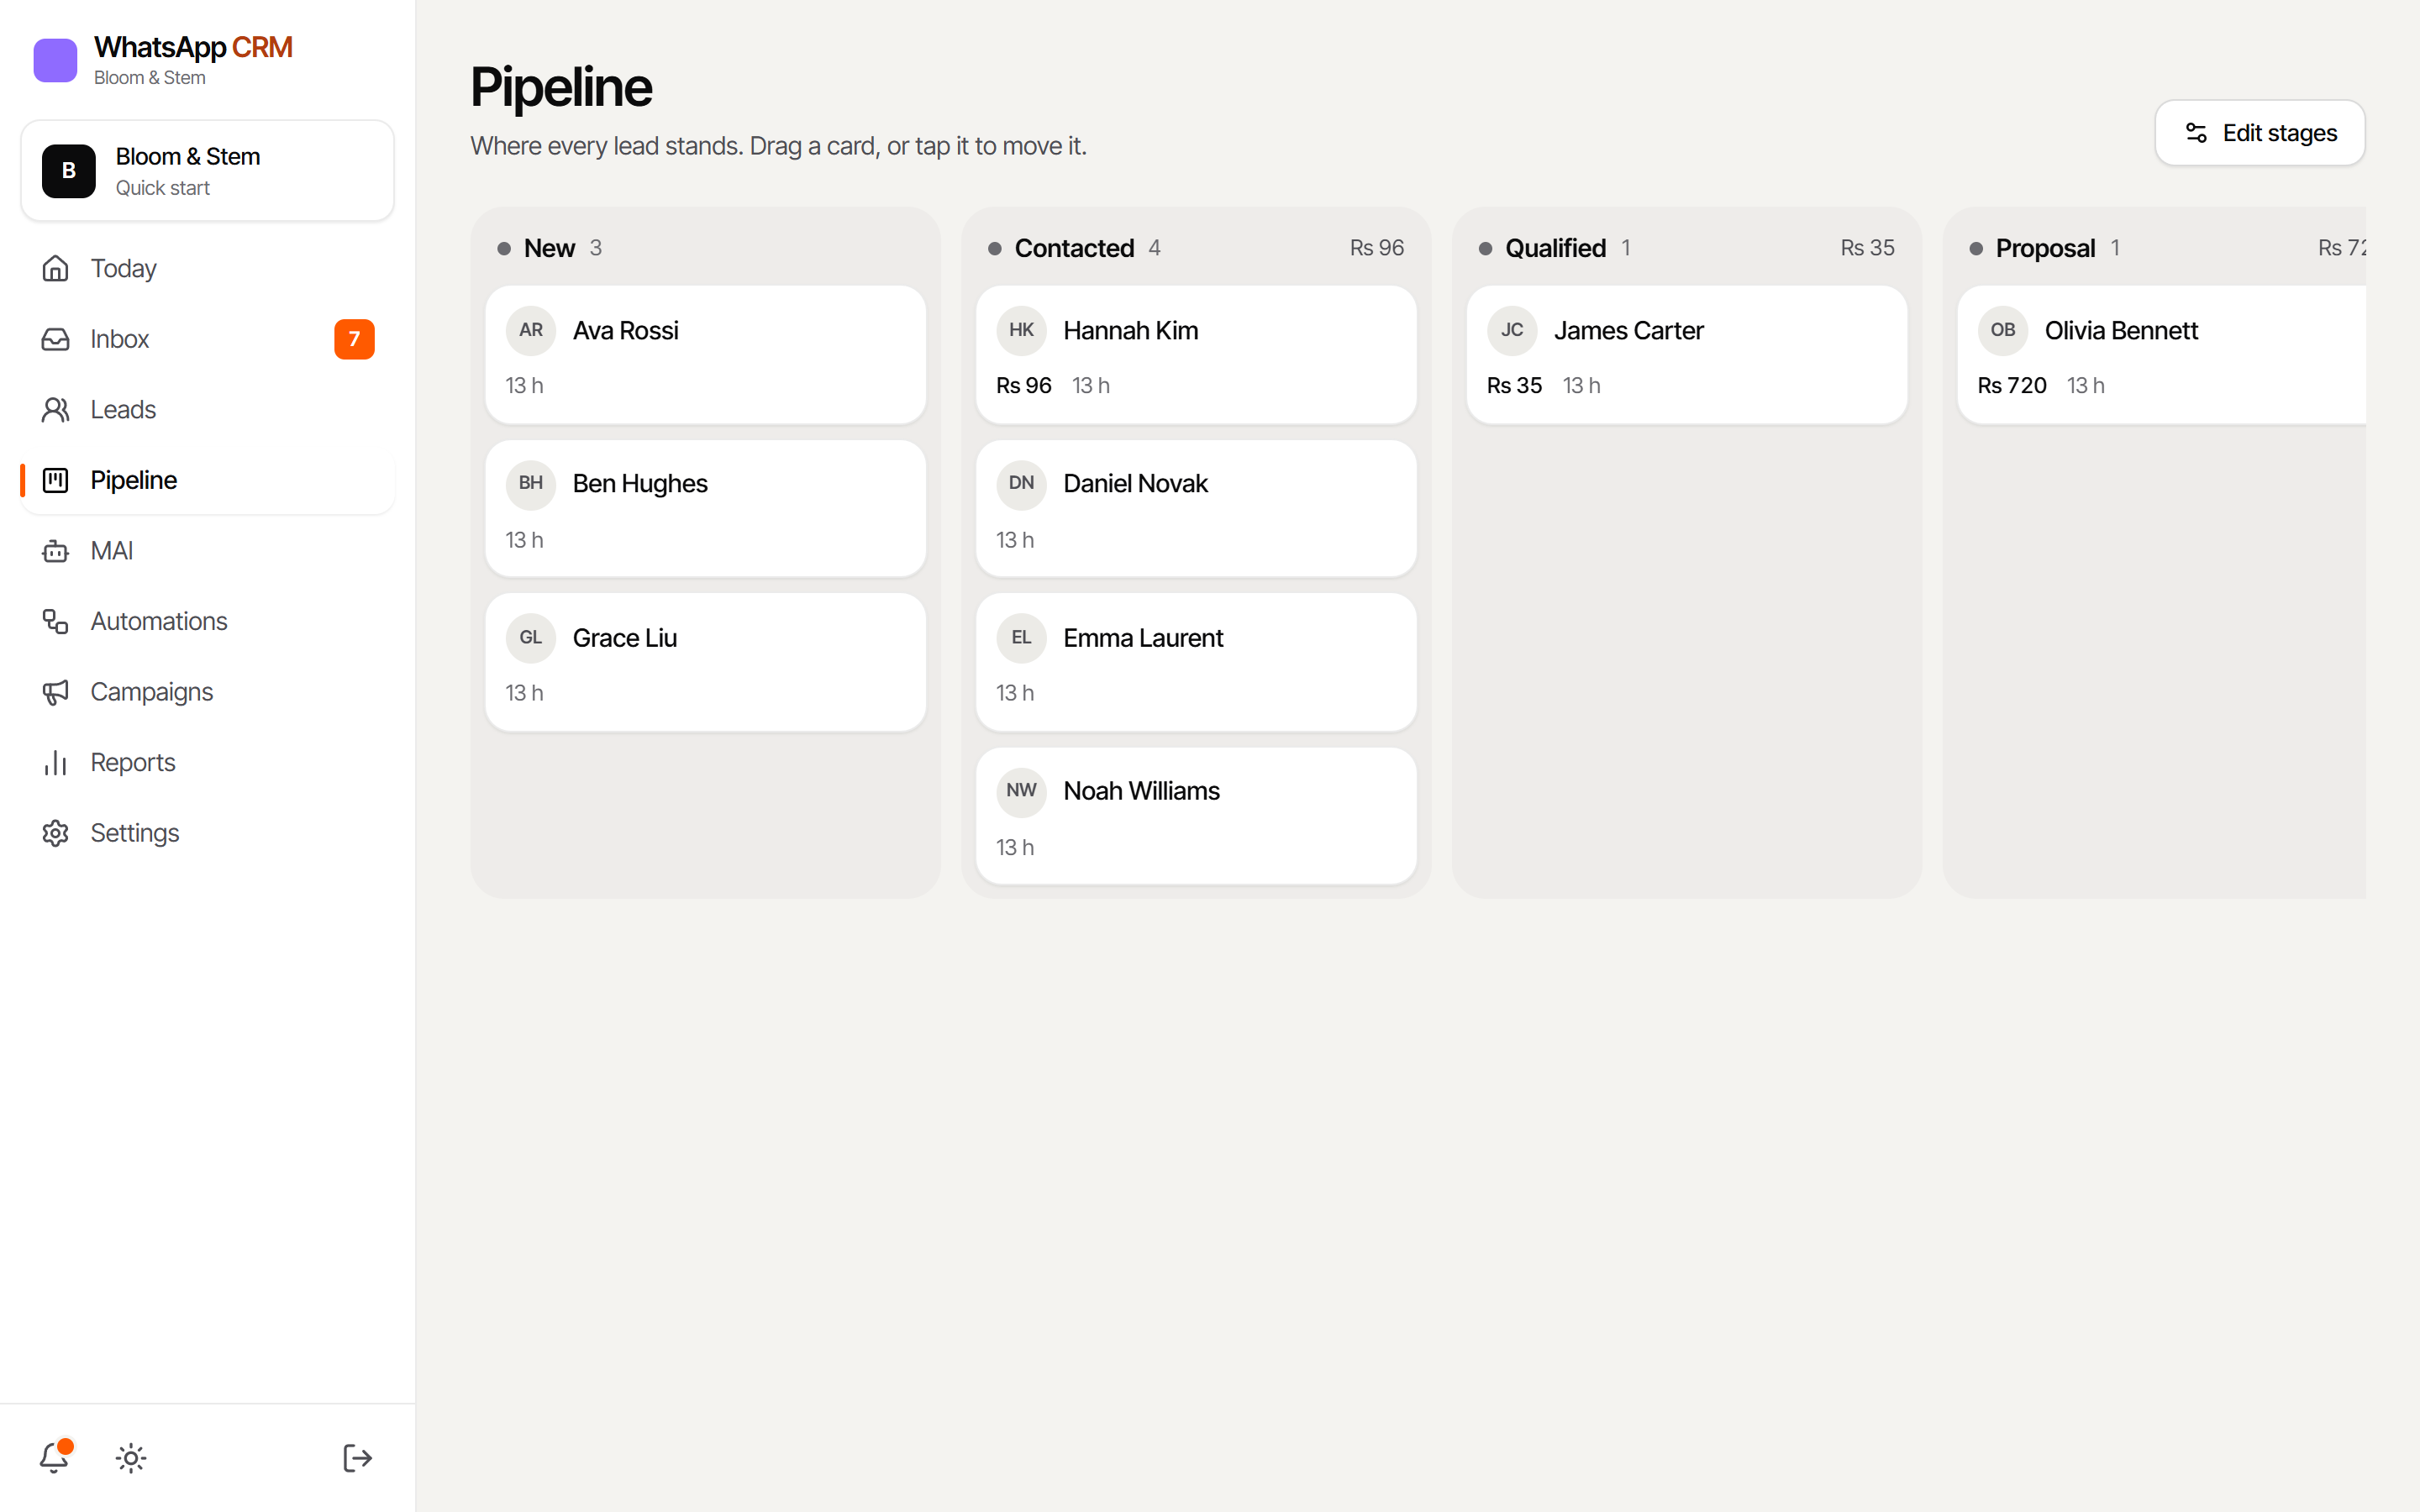 WhatsApp CRM
Bloom & Stem
B
Bloom & Stem
Quick start
Today
Inbox 7
Leads
Pipeline
MAI
Automations
Campaigns
Reports
Settings
Pipeline
Where every lead stands. Drag a card, or tap it to move it.
Edit stages
New 3
AR Ava Rossi
13 h
BH Ben Hughes
13 h
GL Grace Liu
13 h
Contacted 4 Rs 96
HK Hannah Kim
Rs 96 13 h
DN Daniel Novak
13 h
EL Emma Laurent
13 h
NW Noah Williams
13 h
Qualified 1 Rs 35
JC James Carter
Rs 35 13 h
Proposal 1 Rs 72
OB Olivia Bennett
Rs 720 13 h